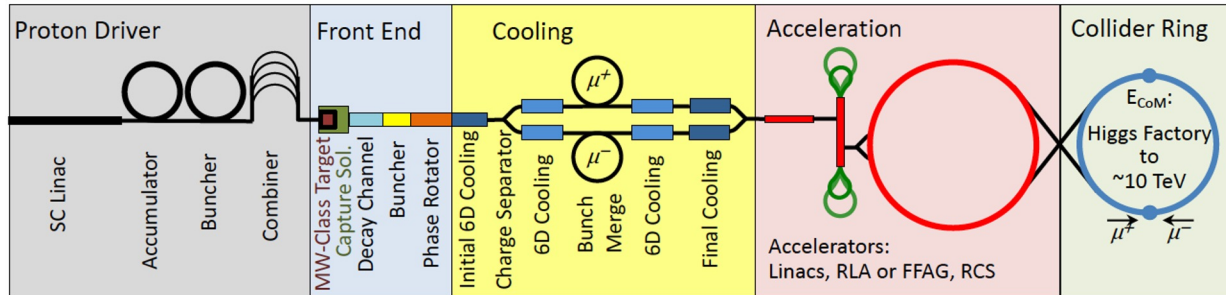 Proton Driver
Front End
Cooling
Acceleration
Collider Ring
SC Linac
Accumulator
Buncher
Combiner
MW-Class Target
Capture Sol.
Decay Channel
Buncher
Phase Rotator
Initial 6D Cooling
Charge Separator
6D Cooling
μ+
μ−
Bunch
Merge
6D Cooling
Final Cooling
Accelerators:
Linacs, RLA or FFAG, RCS
ECoM:
Higgs Factory
to
~10 TeV
μ+ μ−